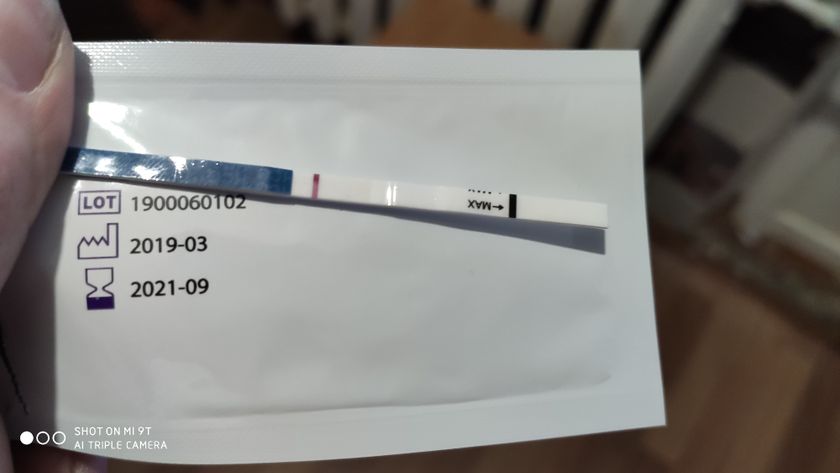 ←MAX
LOT 1900060102
2019-03
2021-09
SHOT ON MI 9T
AI TRIPLE CAMERA